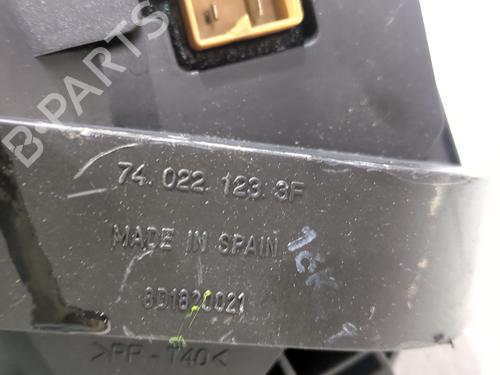 B-PARTS
74.022.123.3F
MADE IN SPAIN
8D1820021
>PP-T40<